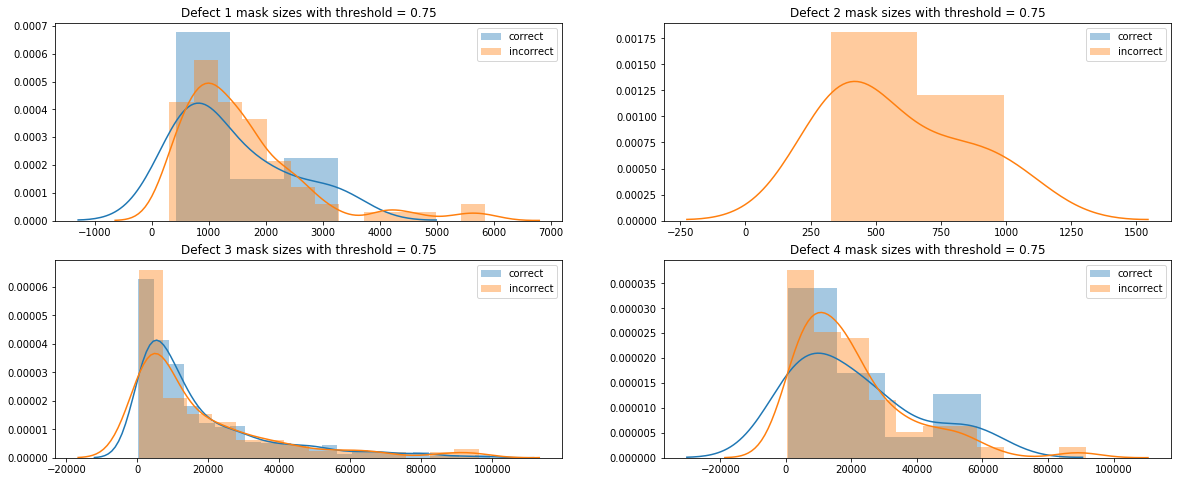 Defect 1 mask sizes with threshold = 0.75
0.0007
0.0006
0.0005
0.0004
0.0003
0.0002
0.0001
0.0000
correct
incorrect
−1000 0 1000 2000 3000 4000 5000 6000 7000
Defect 2 mask sizes with threshold = 0.75
0.00175
0.00150
0.00125
0.00100
0.00075
0.00050
0.00025
0.00000
correct
incorrect
−250 0 250 500 750 1000 1250 1500
Defect 3 mask sizes with threshold = 0.75
0.00006
0.00005
0.00004
0.00003
0.00002
0.00001
0.00000
correct
incorrect
−20000 0 20000 40000 60000 80000 100000
Defect 4 mask sizes with threshold = 0.75
0.000035
0.000030
0.000025
0.000020
0.000015
0.000010
0.000005
0.000000
correct
incorrect
−20000 0 20000 40000 60000 80000 100000